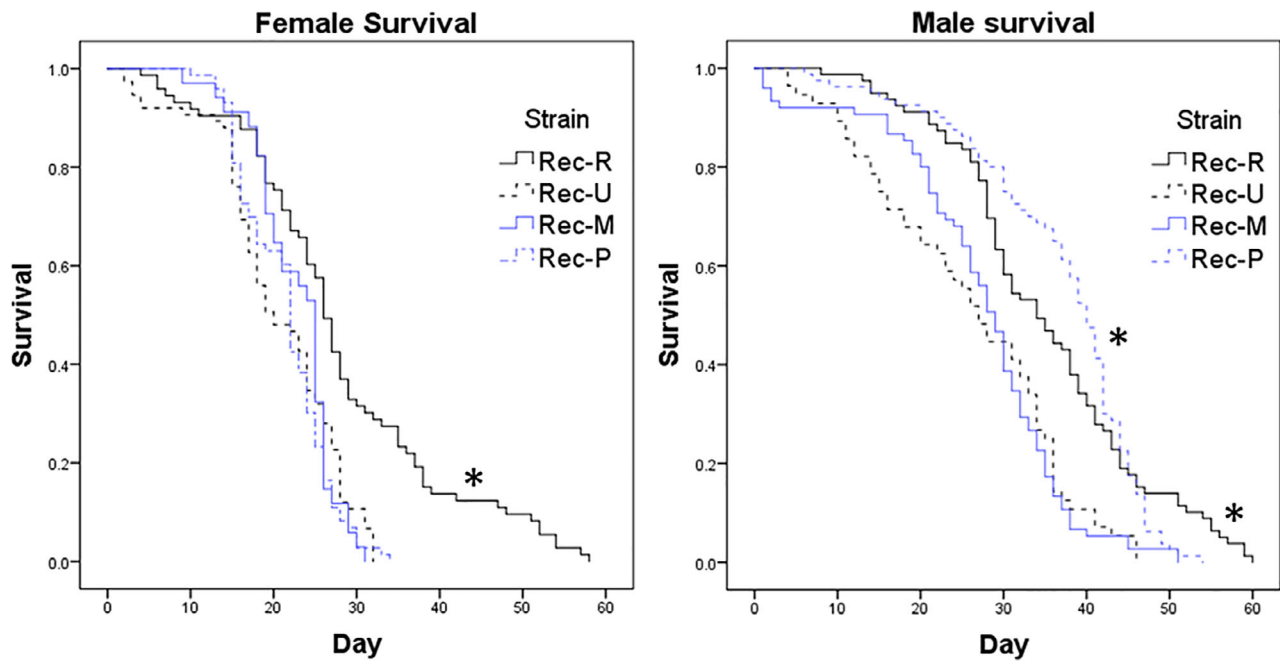 Female Survival
1.0
0.8
0.6
0.4
0.2
0.0
Survival
0
10
20
30
40
50
60
Day
Strain
Rec-R
Rec-U
Rec-M
Rec-P
*
Male survival
1.0
0.8
0.6
0.4
0.2
0.0
Survival
0
10
20
30
40
50
60
Day
Strain
Rec-R
Rec-U
Rec-M
Rec-P
*
*